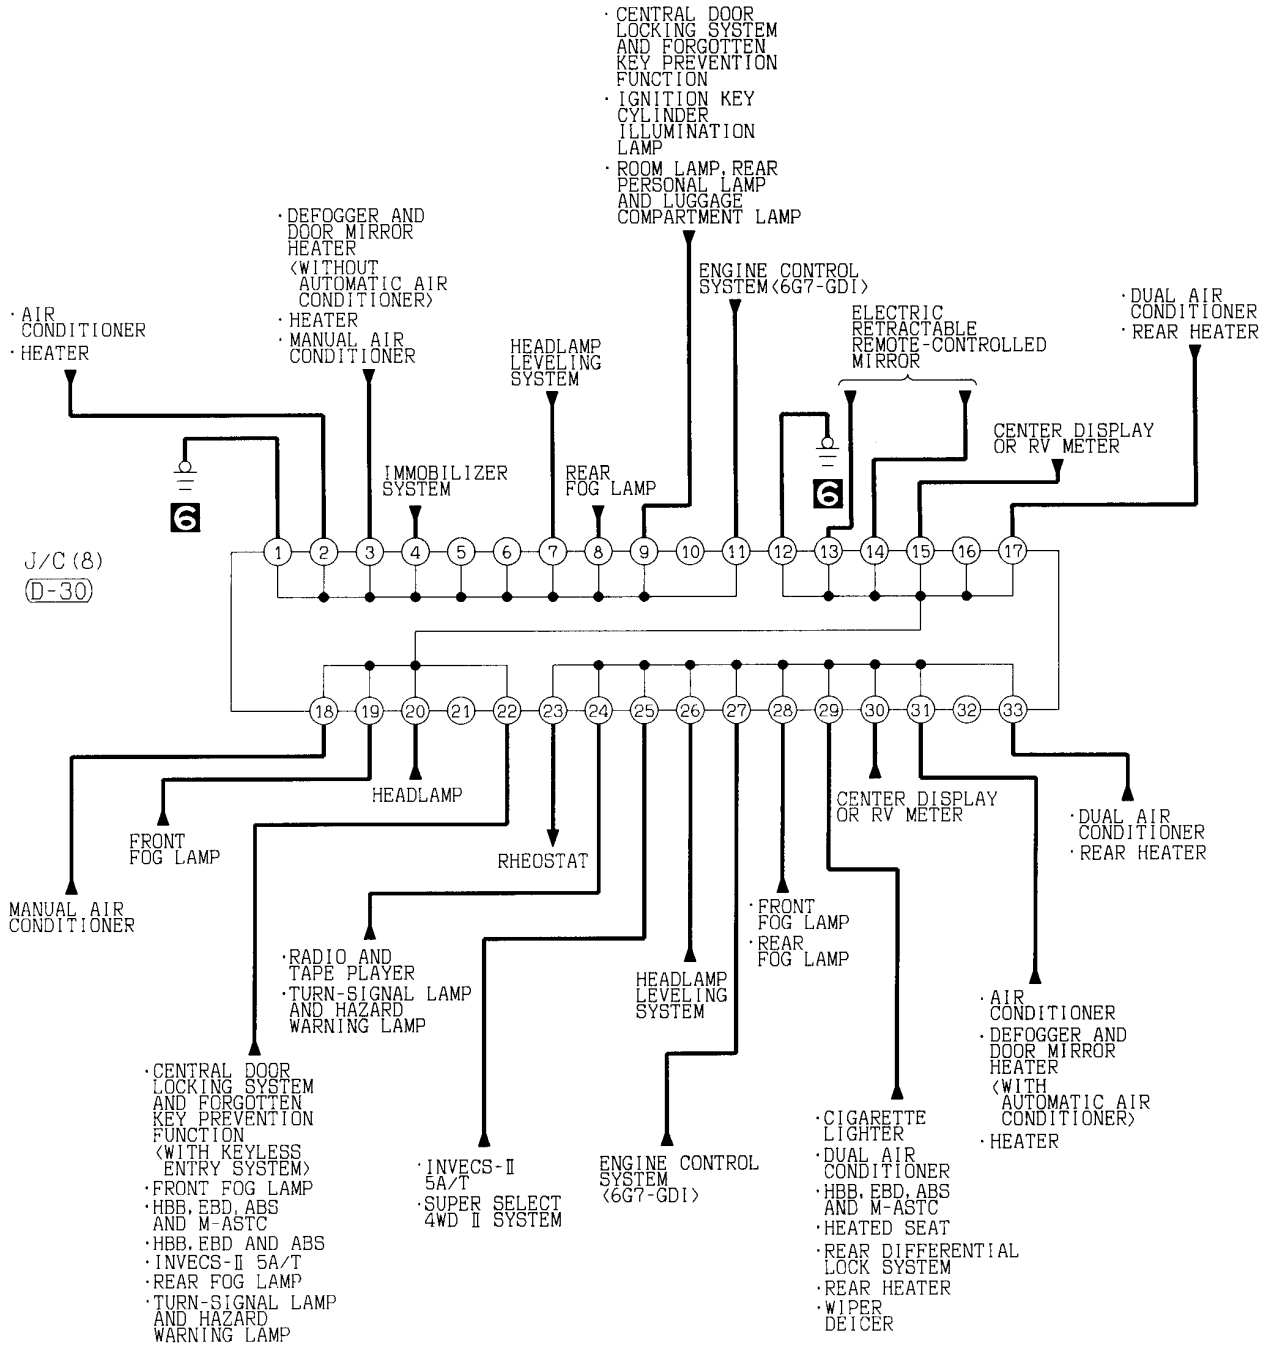 · CENTRAL DOOR
LOCKING SYSTEM
AND FORGOTTEN
KEY PREVENTION
FUNCTION
· IGNITION KEY
CYLINDER
ILLUMINATION
LAMP
· ROOM LAMP, REAR
PERSONAL LAMP
AND LUGGAGE
COMPARTMENT LAMP
· DEFOGGER AND
DOOR MIRROR
HEATER
<WITHOUT
AUTOMATIC AIR
CONDITIONER>
· HEATER
· MANUAL AIR
CONDITIONER
ENGINE CONTROL
SYSTEM<6G7-GDI>
· AIR
CONDITIONER
· HEATER
HEADLAMP
LEVELING
SYSTEM
ELECTRIC
RETRACTABLE
REMOTE-CONTROLLED
MIRROR
· DUAL AIR
CONDITIONER
· REAR HEATER
IMMOBILIZER
SYSTEM
REAR
FOG LAMP
CENTER DISPLAY
OR RV METER
6
6
J/C(8)
D-30
1 2 3 4 5 6 7 8 9 10 11 12 13 14 15 16 17
18 19 20 21 22 23 24 25 26 27 28 29 30 31 32 33
HEADLAMP
FRONT
FOG LAMP
RHEOSTAT
CENTER DISPLAY
OR RV METER
· DUAL AIR
CONDITIONER
· REAR HEATER
MANUAL AIR
CONDITIONER
· RADIO AND
TAPE PLAYER
· TURN-SIGNAL LAMP
AND HAZARD
WARNING LAMP
HEADLAMP
LEVELING
SYSTEM
· FRONT
FOG LAMP
· REAR
FOG LAMP
· AIR
CONDITIONER
· DEFOGGER AND
DOOR MIRROR
HEATER
<WITH
AUTOMATIC AIR
CONDITIONER>
· HEATER
· CENTRAL DOOR
LOCKING SYSTEM
AND FORGOTTEN
KEY PREVENTION
FUNCTION
<WITH KEYLESS
ENTRY SYSTEM>
· FRONT FOG LAMP
· HBB, EBD, ABS
AND M-ASTC
· HBB, EBD AND ABS
· INVECS-II 5A/T
· REAR FOG LAMP
· TURN-SIGNAL LAMP
AND HAZARD
WARNING LAMP
· INVECS-II
5A/T
· SUPER SELECT
4WD II SYSTEM
ENGINE CONTROL
SYSTEM
<6G7-GDI>
· CIGARETTE
LIGHTER
· DUAL AIR
CONDITIONER
· HBB, EBD, ABS
AND M-ASTC
· HEATED SEAT
· REAR DIFFERENTIAL
LOCK SYSTEM
· REAR HEATER
· WIPER
DEICER